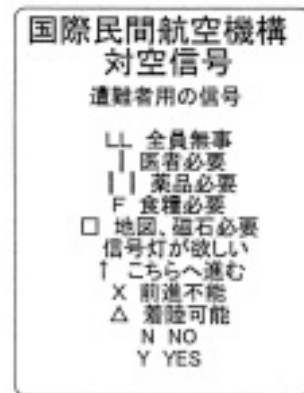 国際民間航空機構
対空信号
遭難者用の信号
LL 全員無事
| 医者必要
| | 薬品必要
F 食糧必要
□ 地図、磁石必要
信号灯が欲しい
↑ こちらへ進む
X 前進不能
△ 着陸可能
N NO
Y YES